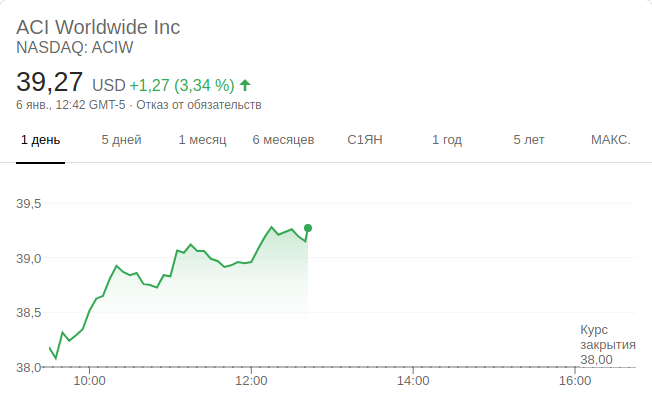 ACI Worldwide Inc
NASDAQ: ACIW
39,27 USD +1,27 (3,34 %)
6 янв., 12:42 GMT-5 · Отказ от обязательств
1 день 5 дней 1 месяц 6 месяцев С1ЯН 1 год 5 лет МАКС.
39,5
39,0
38,5
38,0
Курс
закрытия
38,00
10:00 12:00 14:00 16:00